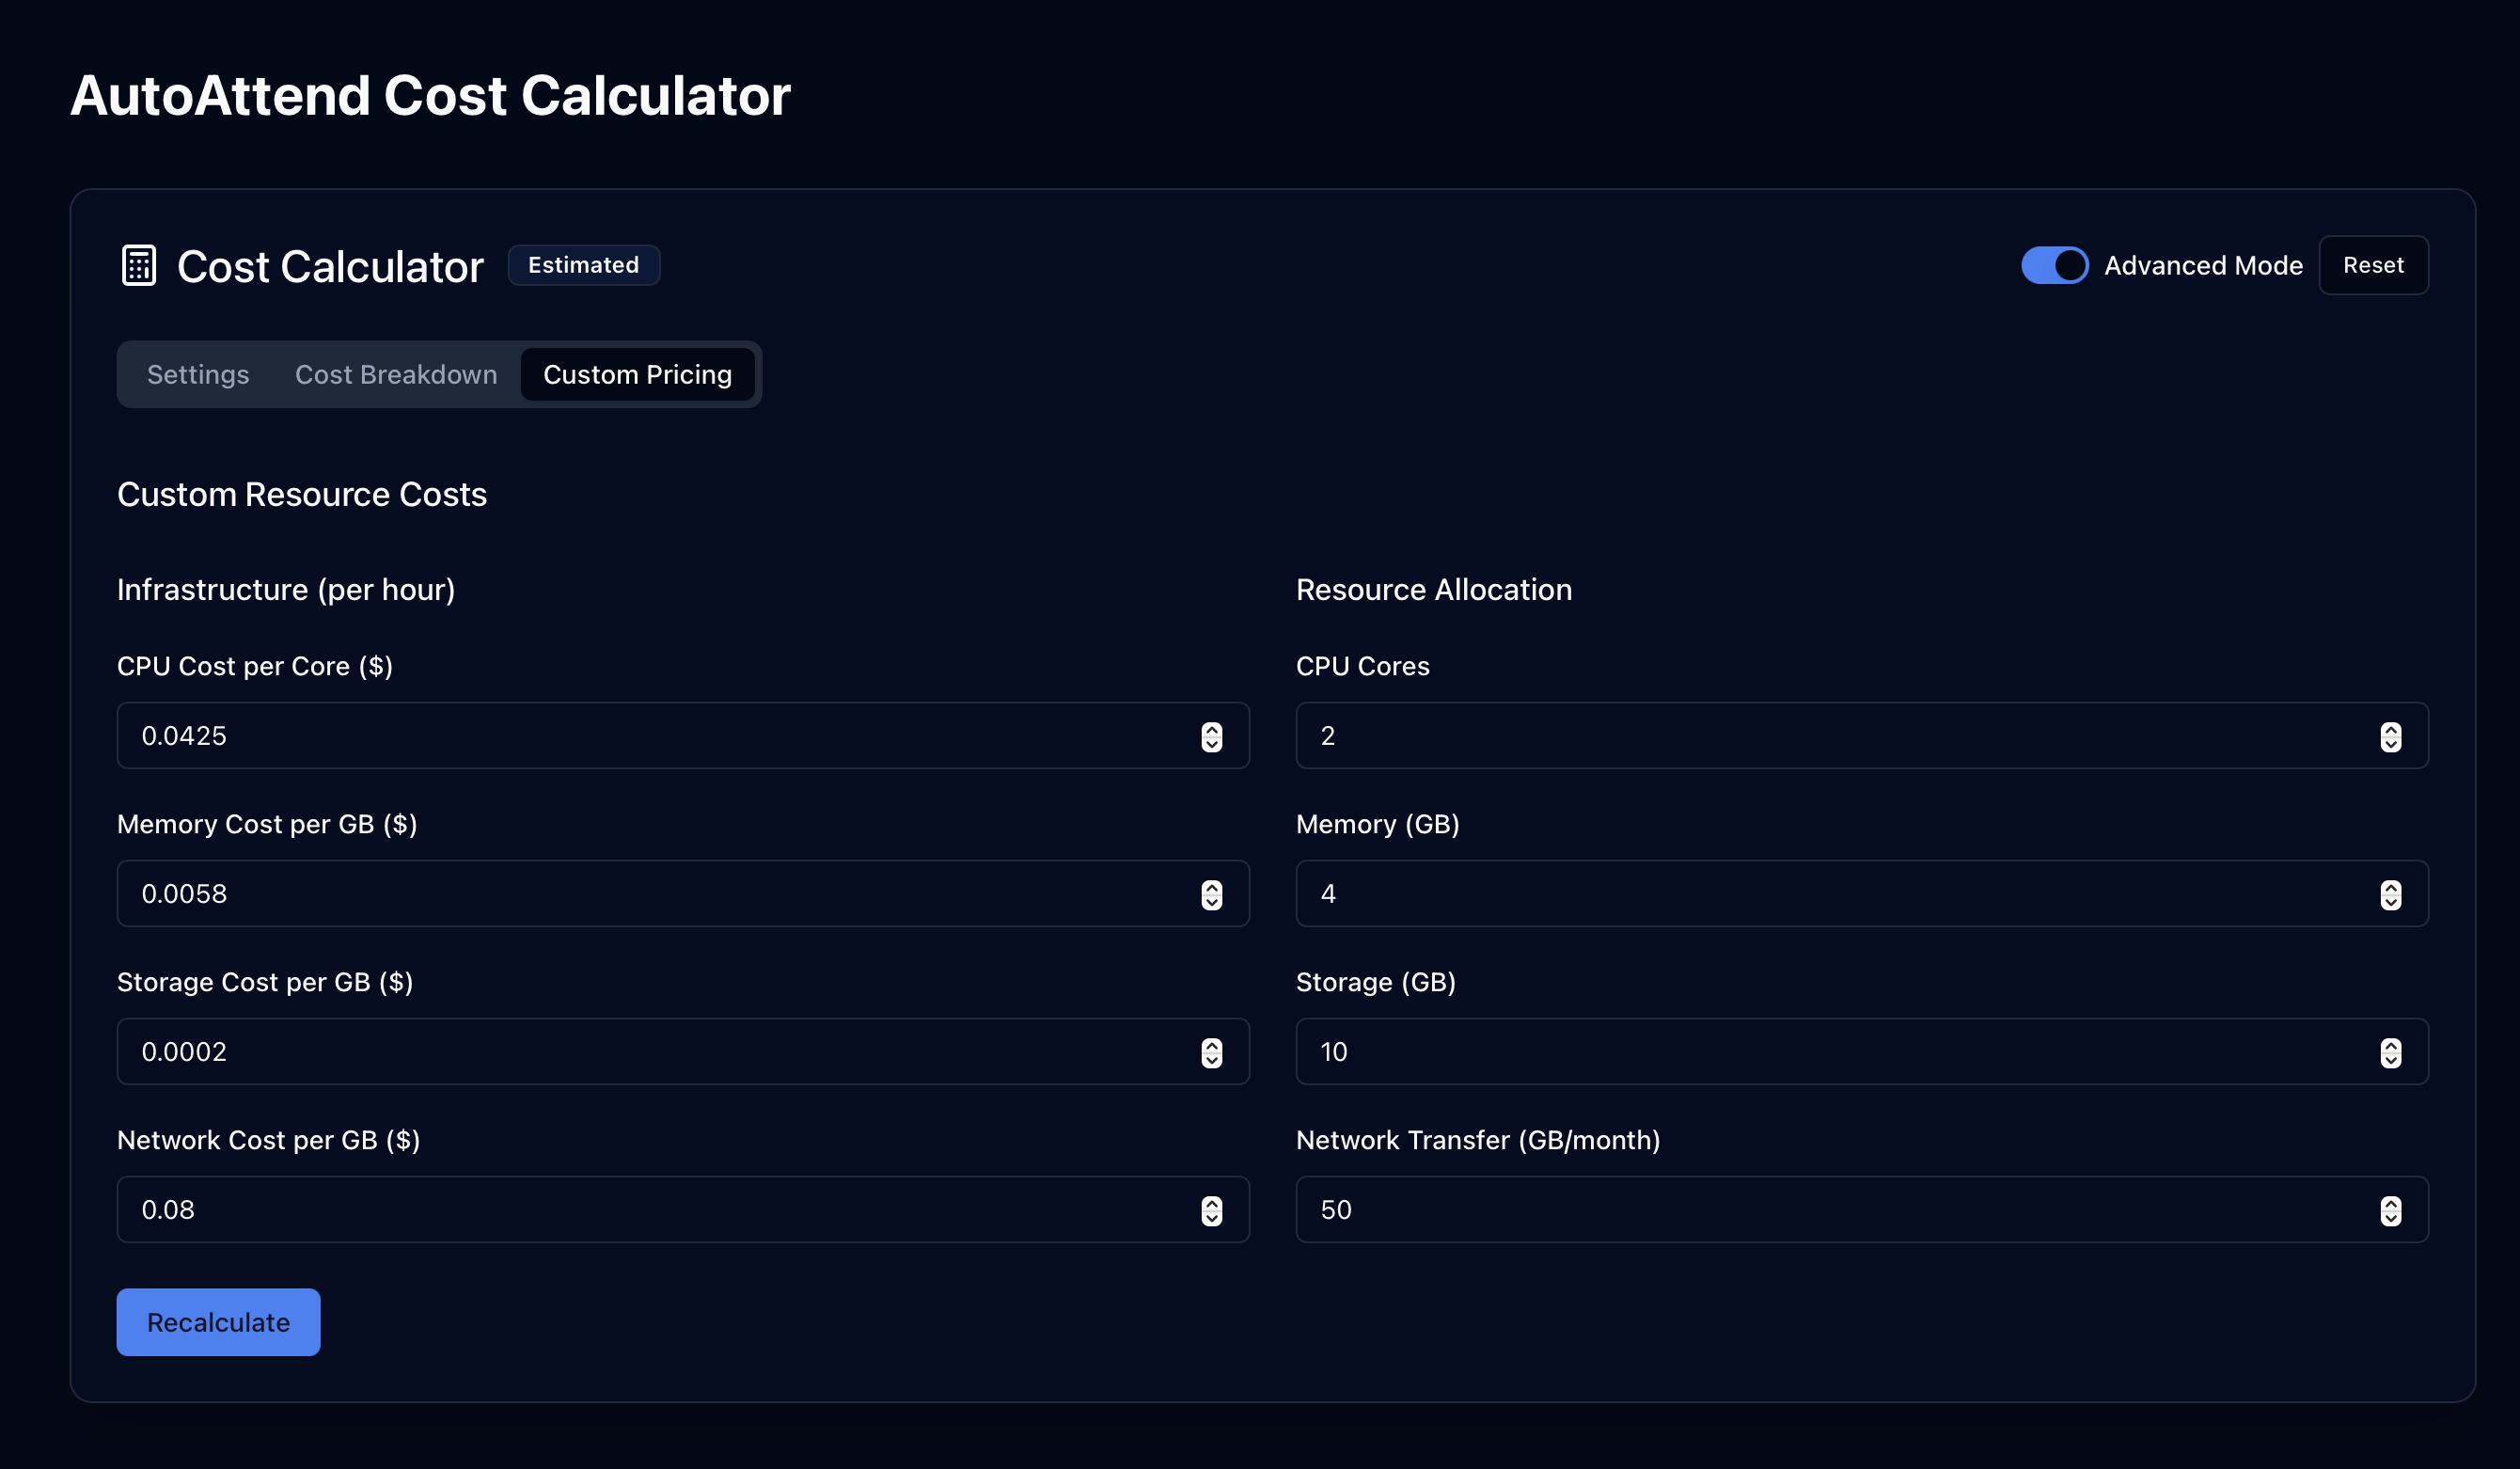 AutoAttend Cost Calculator
Cost Calculator Estimated Advanced Mode Reset
Settings Cost Breakdown Custom Pricing
Custom Resource Costs
Infrastructure (per hour)
CPU Cost per Core ($)
0.0425
Memory Cost per GB ($)
0.0058
Storage Cost per GB ($)
0.0002
Network Cost per GB ($)
0.08
Resource Allocation
CPU Cores
2
Memory (GB)
4
Storage (GB)
10
Network Transfer (GB/month)
50
Recalculate